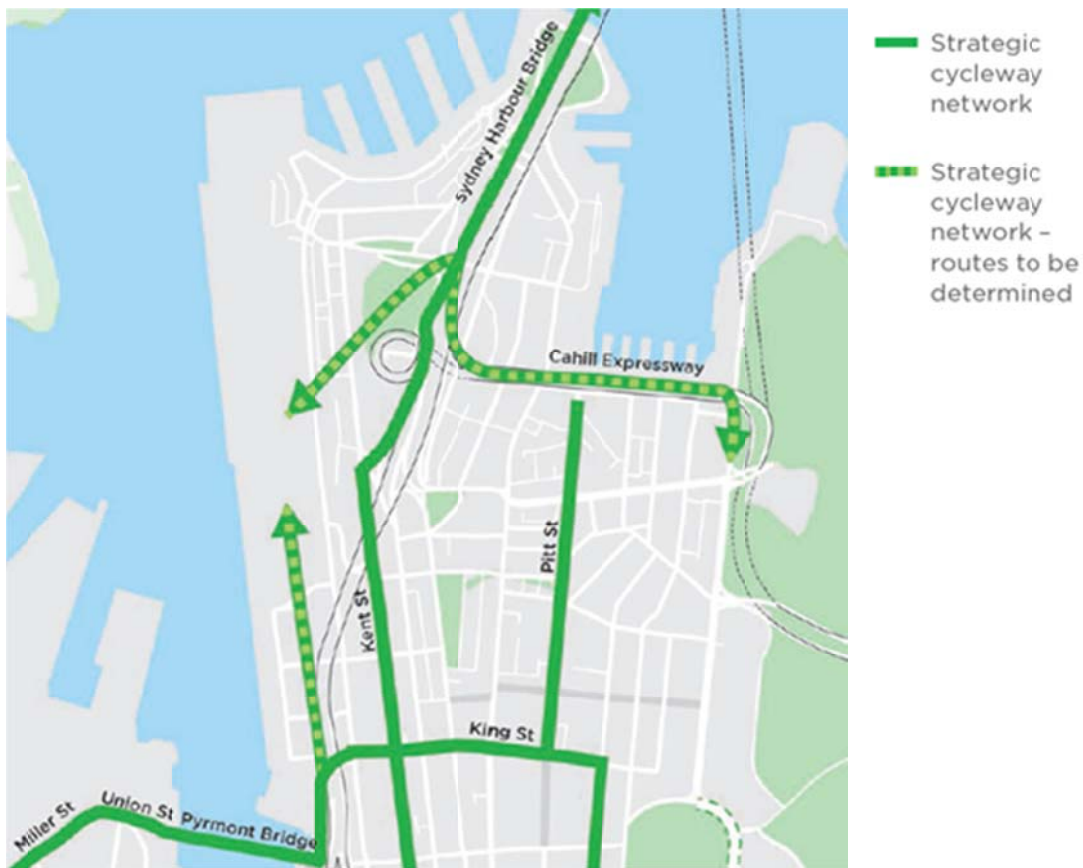 Sydney Harbour Bridge
Cahill Expressway
Pitt St
Kent St
King St
Miller St
Union St
Pyrmont Bridge
Strategic
cycleway
network
Strategic
cycleway
network –
routes to be
determined